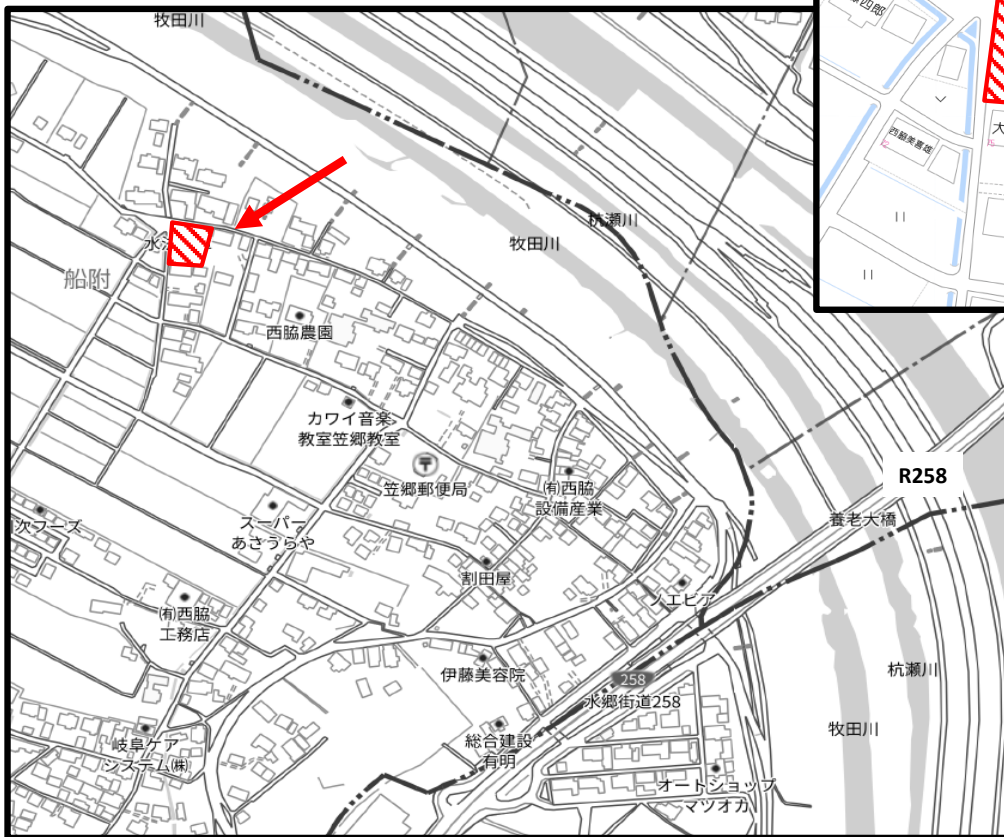 牧田川
西脇美喜雄
12
大
15
杭瀬川
牧田川
船附
西脇農園
カワイ音楽
教室笠郷教室
笠郷郵便局
(有)西脇
設備産業
R258
養老大橋
スーパー
あさうらや
次フーズ
割田屋
ノエビア
(有)西脇
工務店
伊藤美容院
258
水郷街道258
杭瀬川
牧田川
総合建設
有明
岐阜ケア
システム(株)
オートショップ
マツオカ